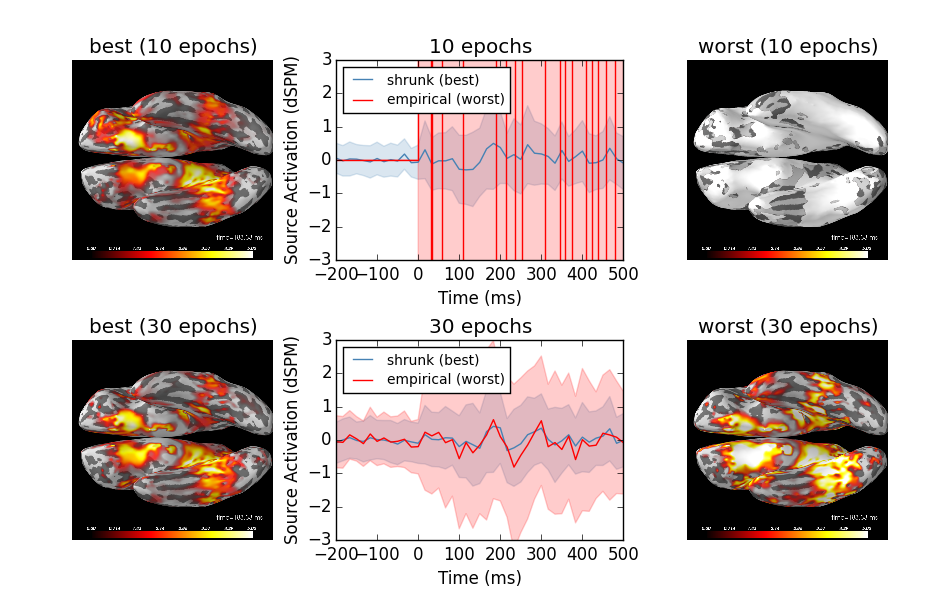 best (10 epochs)
10 epochs
worst (10 epochs)
Source Activation (dSPM)
3
2
1
0
−1
−2
−3
shrunk (best)
empirical (worst)
−200
−100
0
100
200
300
400
500
Time (ms)
best (30 epochs)
30 epochs
worst (30 epochs)
Source Activation (dSPM)
3
2
1
0
−1
−2
−3
shrunk (best)
empirical (worst)
−200
−100
0
100
200
300
400
500
Time (ms)